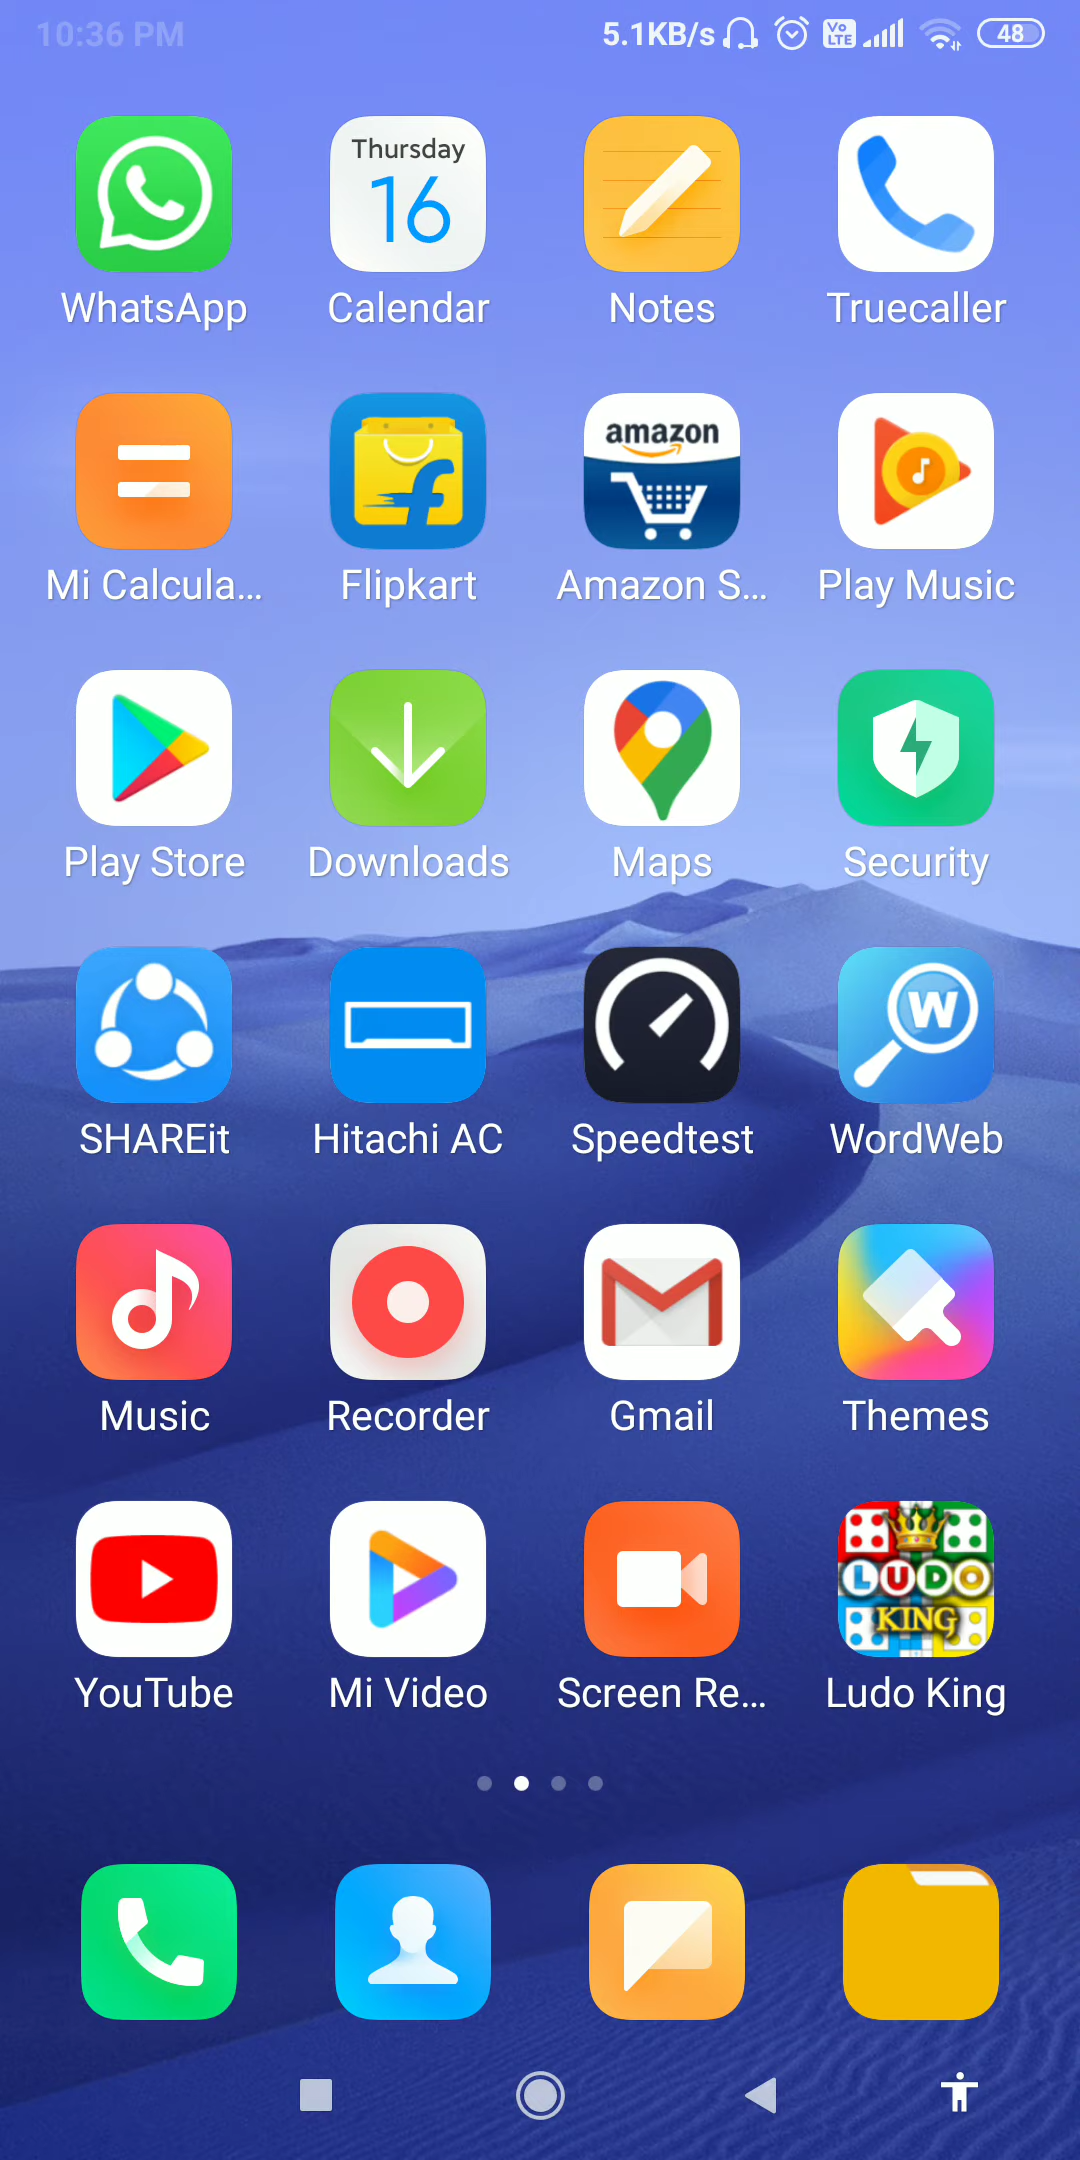 10:36 PM 5.1KB/s Vo LTE 48
Thursday
16
WhatsApp Calendar Notes Truecaller
amazon
Mi Calcula... Flipkart Amazon S... Play Music
Play Store Downloads Maps Security
W
SHAREit Hitachi AC Speedtest WordWeb
Music Recorder Gmail Themes
LUDO
KING
YouTube Mi Video Screen Re... Ludo King